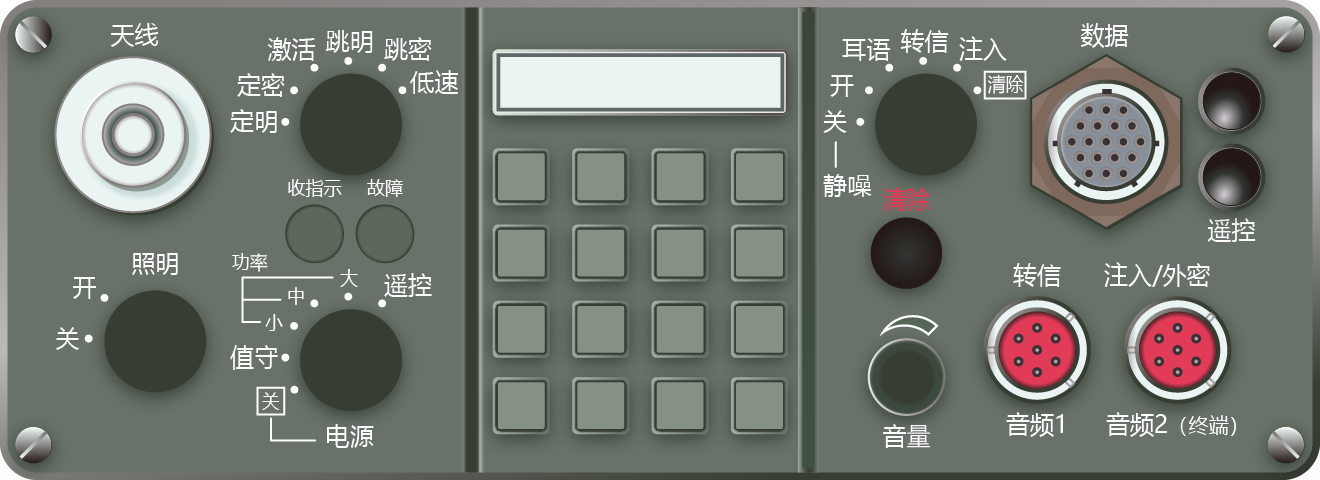 天线
激活
跳明
跳密
定密
低速
定明
收指示
故障
照明
开
关
功率
大
中
小
遥控
值守
关
电源
耳语
转信
注入
开
清除
关
静噪
清除
音量
数据
遥控
转信
注入/外密
音频1
音频2（终端）